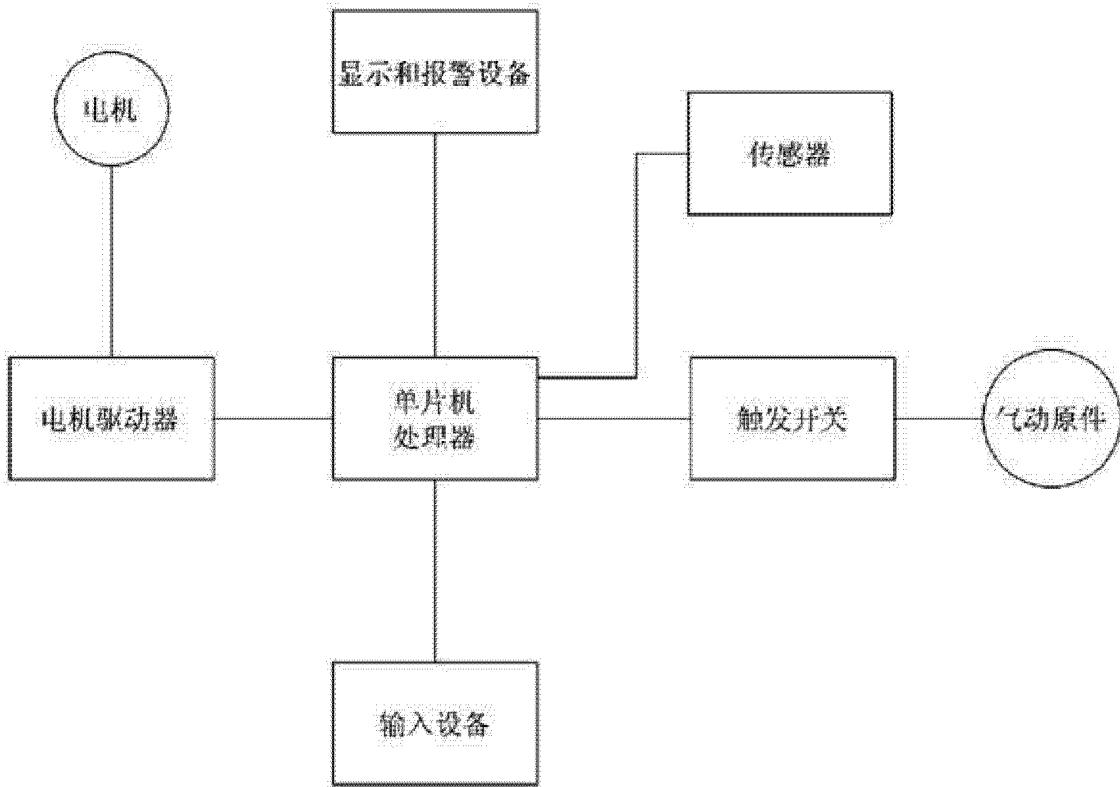 显示和报警设备
电机
传感器
电机驱动器
单片机
处理器
触发开关
气动原件
输入设备